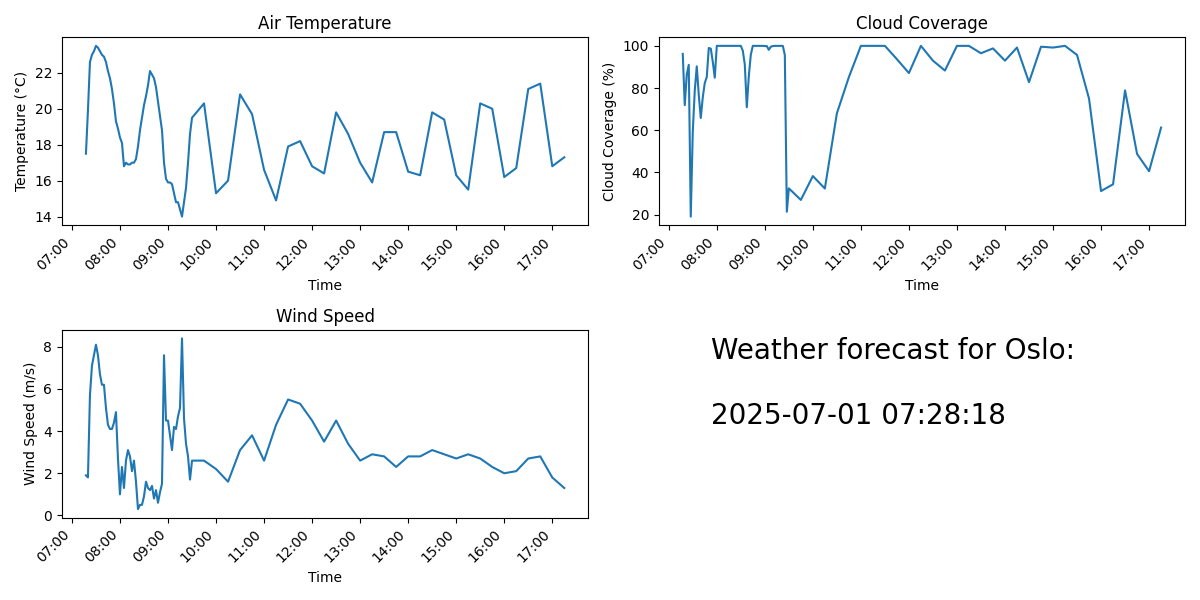 Air Temperature
Temperature (°C)
22
20
18
16
14
07:00 08:00 09:00 10:00 11:00 12:00 13:00 14:00 15:00 16:00 17:00
Time
Cloud Coverage
Cloud Coverage (%)
100
80
60
40
20
07:00 08:00 09:00 10:00 11:00 12:00 13:00 14:00 15:00 16:00 17:00
Time
Wind Speed
Wind Speed (m/s)
8
6
4
2
0
07:00 08:00 09:00 10:00 11:00 12:00 13:00 14:00 15:00 16:00 17:00
Time
Weather forecast for Oslo:
2025-07-01 07:28:18